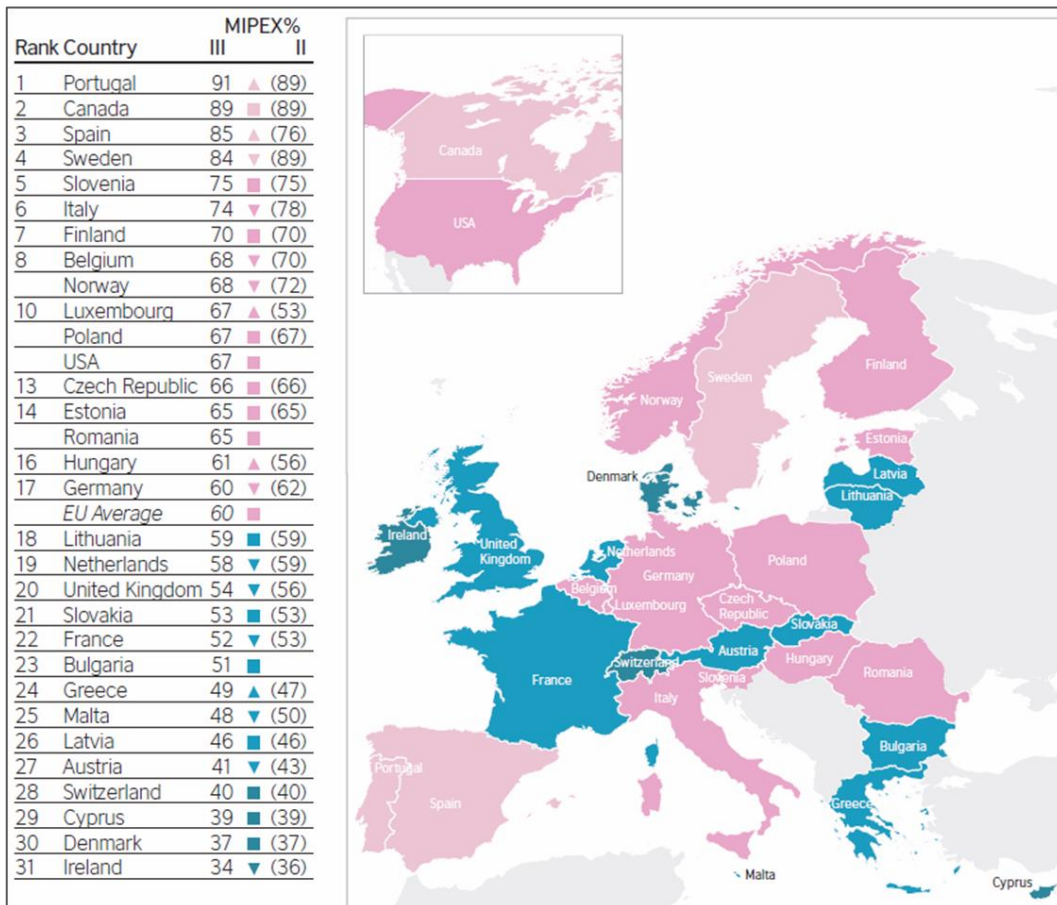 MIPEX%
Rank Country III II
1 Portugal 91 ▲ (89)
2 Canada 89 ■ (89)
3 Spain 85 ▲ (76)
4 Sweden 84 ▼ (89)
5 Slovenia 75 ■ (75)
6 Italy 74 ▼ (78)
7 Finland 70 ■ (70)
8 Belgium 68 ▼ (70)
Norway 68 ▼ (72)
10 Luxembourg 67 ▲ (53)
Poland 67 ■ (67)
USA 67 ■
13 Czech Republic 66 ■ (66)
14 Estonia 65 ■ (65)
Romania 65 ■
16 Hungary 61 ▲ (56)
17 Germany 60 ▼ (62)
EU Average 60 ■
18 Lithuania 59 ■ (59)
19 Netherlands 58 ▼ (59)
20 United Kingdom 54 ▼ (56)
21 Slovakia 53 ■ (53)
22 France 52 ▼ (53)
23 Bulgaria 51 ■
24 Greece 49 ▲ (47)
25 Malta 48 ▼ (50)
26 Latvia 46 ■ (46)
27 Austria 41 ▼ (43)
28 Switzerland 40 ■ (40)
29 Cyprus 39 ■ (39)
30 Denmark 37 ■ (37)
31 Ireland 34 ▼ (36)
Canada
USA
Finland
Sweden
Norway
Estonia
Denmark
Latvia
Lithuania
Ireland
United
Kingdom
Netherlands
Poland
Germany
Belgium
Luxembourg
Czech
Republic
Slovakia
Austria
Switzerland
Hungary
France
Slovenia
Romania
Italy
Bulgaria
Portugal
Spain
Greece
Malta
Cyprus